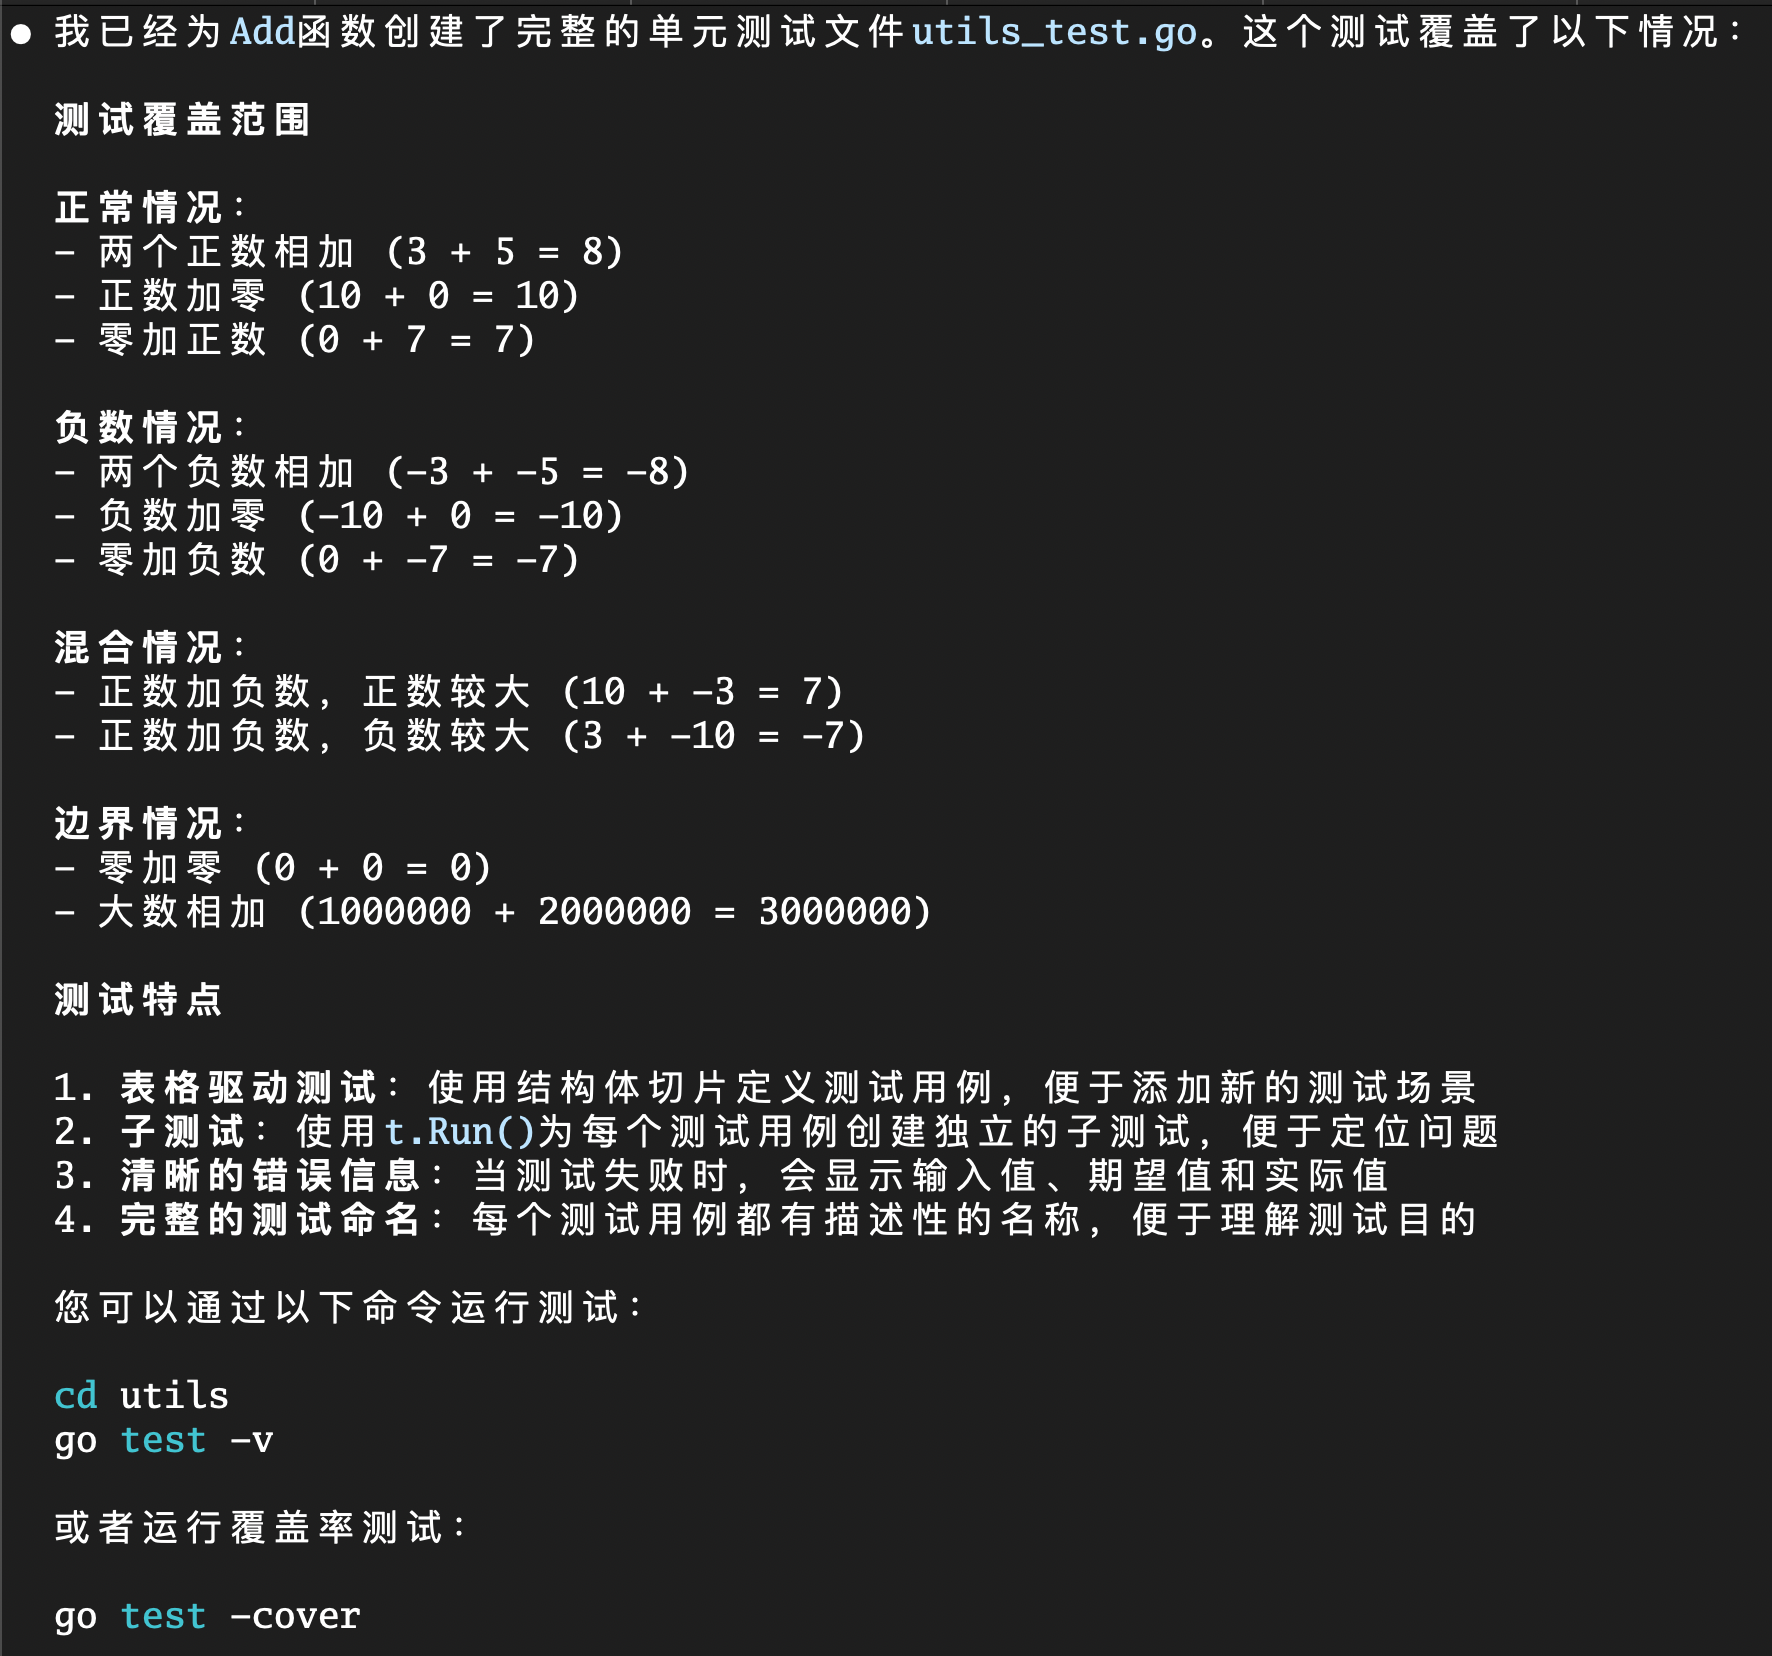 ● 我已经为Add函数创建了完整的单元测试文件utils_test.go。这个测试覆盖了以下情况：
测试覆盖范围
正常情况：
- 两个正数相加 (3 + 5 = 8)
- 正数加零 (10 + 0 = 10)
- 零加正数 (0 + 7 = 7)
负数情况：
- 两个负数相加 (-3 + -5 = -8)
- 负数加零 (-10 + 0 = -10)
- 零加负数 (0 + -7 = -7)
混合情况：
- 正数加负数，正数较大 (10 + -3 = 7)
- 正数加负数，负数较大 (3 + -10 = -7)
边界情况：
- 零加零 (0 + 0 = 0)
- 大数相加 (1000000 + 2000000 = 3000000)
测试特点
1. 表格驱动测试：使用结构体切片定义测试用例，便于添加新的测试场景
2. 子测试：使用t.Run()为每个测试用例创建独立的子测试，便于定位问题
3. 清晰的错误信息：当测试失败时，会显示输入值、期望值和实际值
4. 完整的测试命名：每个测试用例都有描述性的名称，便于理解测试目的
您可以通过以下命令运行测试：
cd utils
go test -v
或者运行覆盖率测试：
go test -cover